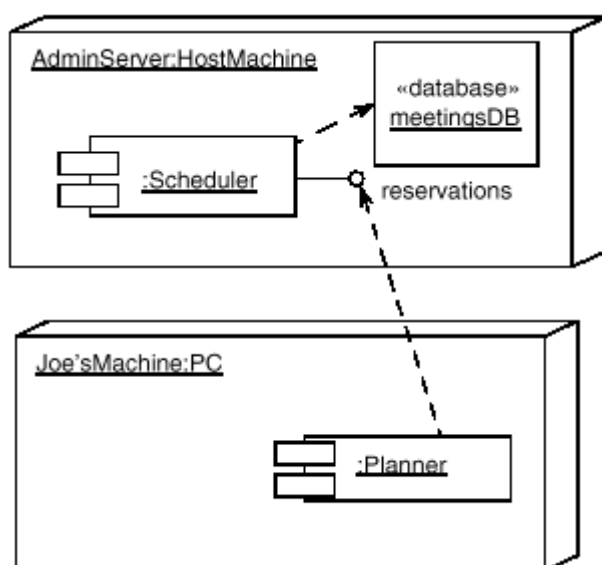 AdminServer:HostMachine
«database»
meetingsDB
:Scheduler
reservations
Joe'sMachine:PC
:Planner